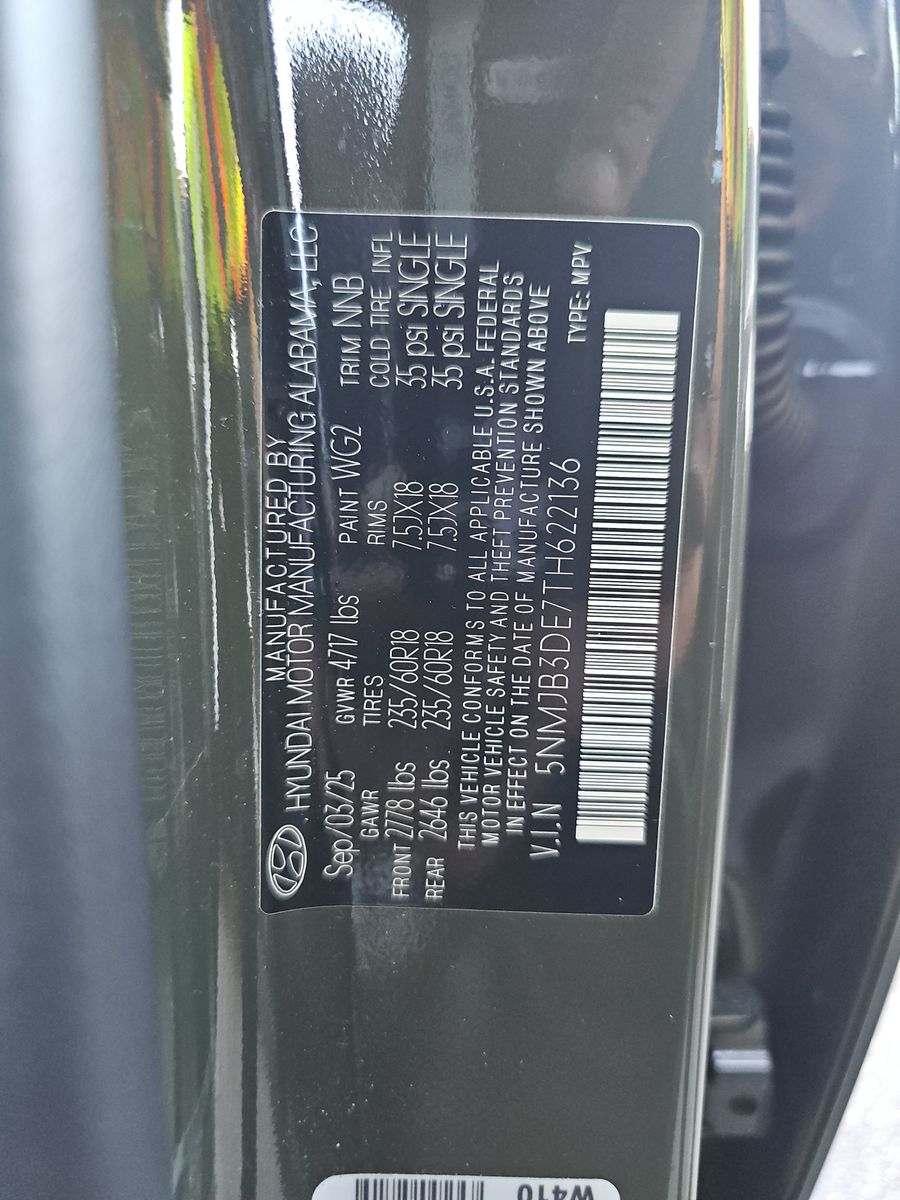 MANUFACTURED BY
HYUNDAI MOTOR MANUFACTURING ALABAMA, LLC
Sep/03/25 GVWR 4717 lbs PAINT WG2 TRIM NNB
GAWR TIRES RIMS COLD TIRE INFL
FRONT 2778 lbs 235/60R18 7.5JX18 35 psi SINGLE
REAR 2646 lbs 235/60R18 7.5JX18 35 psi SINGLE
THIS VEHICLE CONFORMS TO ALL APPLICABLE U.S.A. FEDERAL
MOTOR VEHICLE SAFETY AND THEFT PREVENTION STANDARDS
IN EFFECT ON THE DATE OF MANUFACTURE SHOWN ABOVE
V.I.N 5NMJB3DE7TH622136 TYPE: MPV
W410